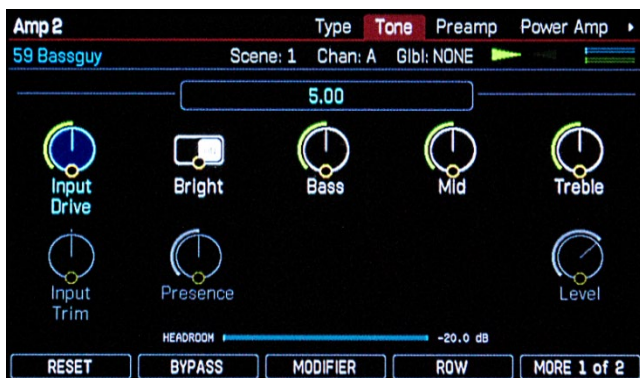 Amp 2 Type Tone Preamp Power Amp
59 Bassguy Scene: 1 Chan: A Glbl: NONE
5.00
Input Drive Bright Bass Mid Treble
Input Trim Presence Level
HEADROOM -20.0 dB
RESET BYPASS MODIFIER ROW MORE 1 of 2